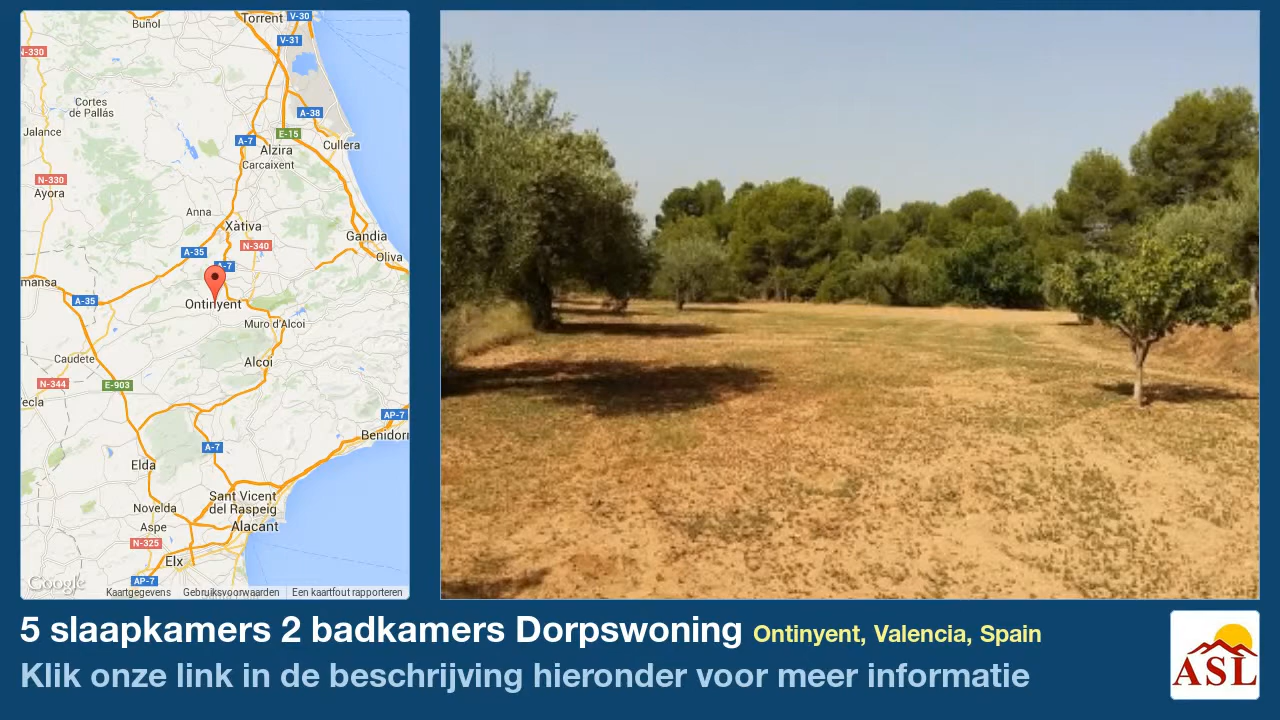 Buñol
Torrent
V-30
V-31
N-330
Cortes
de Pallás
A-38
Jalance
A-7
E-15
Cullera
Alzira
Carcaixent
N-330
Ayora
Anna
Xàtiva
Gandia
A-35
N-340
A-7
Oliva
mansa
A-35
Ontinyent
Muro d'Alcoi
Caudete
Alcoi
N-344
E-903
ecla
AP-7
Benidorm
A-7
Elda
Sant Vicent
del Raspeig
Novelda
Aspe
Alacant
N-325
Elx
AP-7
Google
Kaartgegevens Gebruiksvoorwaarden Een kaartfout rapporteren
5 slaapkamers 2 badkamers Dorpswoning Ontinyent, Valencia, Spain
Klik onze link in de beschrijving hieronder voor meer informatie
ASL